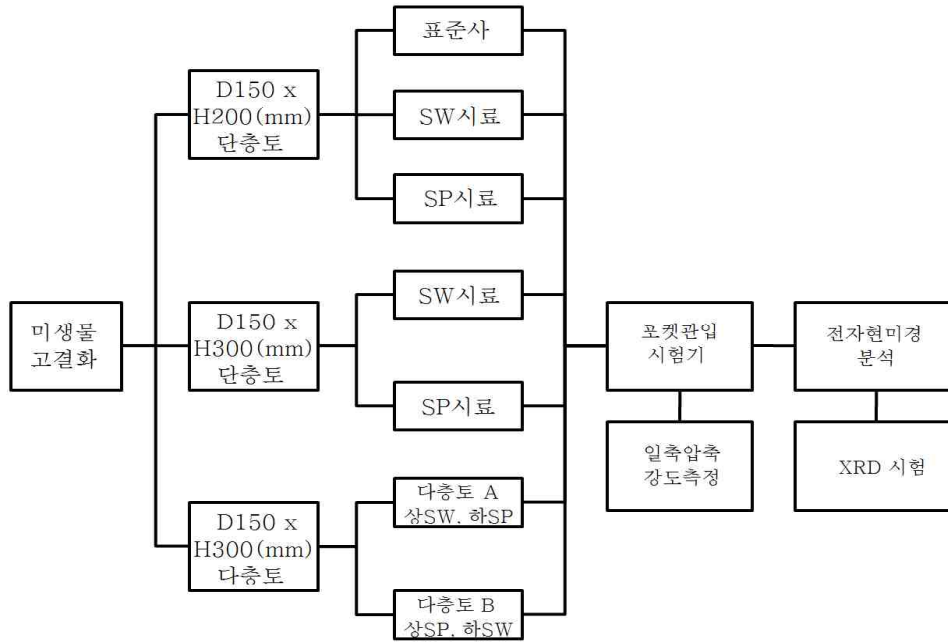 미생물
고결화
D150 x
H200(mm)
단층토
D150 x
H300(mm)
단층토
D150 x
H300(mm)
다층토
표준사
SW시료
SP시료
SW시료
SP시료
다층토 A
상SW. 하SP
다층토 B
상SP. 하SW
포켓관입
시험기
일축압축
강도측정
전자현미경
분석
XRD 시험